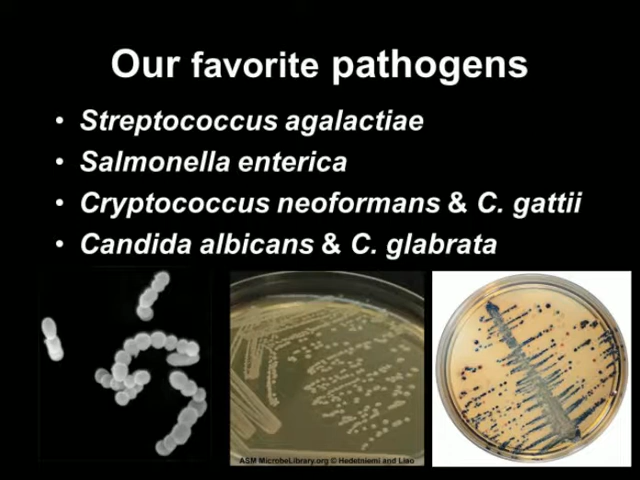 Our favorite pathogens
• Streptococcus agalactiae
• Salmonella enterica
• Cryptococcus neoformans & C. gattii
• Candida albicans & C. glabrata
ASM MicrobeLibrary.org © Hedetniemi and Liao